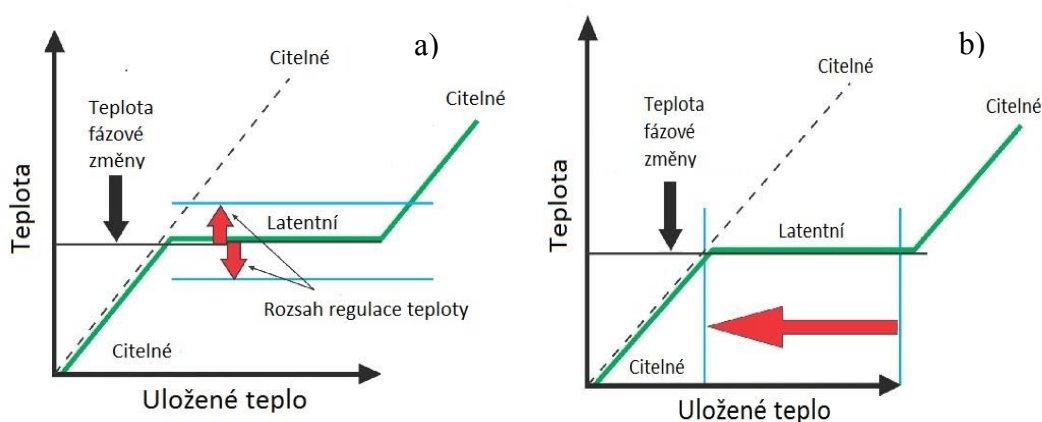 a)
Citelné
Citelné
Teplota
fázové
změny
Teplota
Latentní
Rozsah regulace teploty
Citelné
Uložené teplo
b)
Citelné
Citelné
Teplota
fázové
změny
Teplota
Latentní
Citelné
Uložené teplo